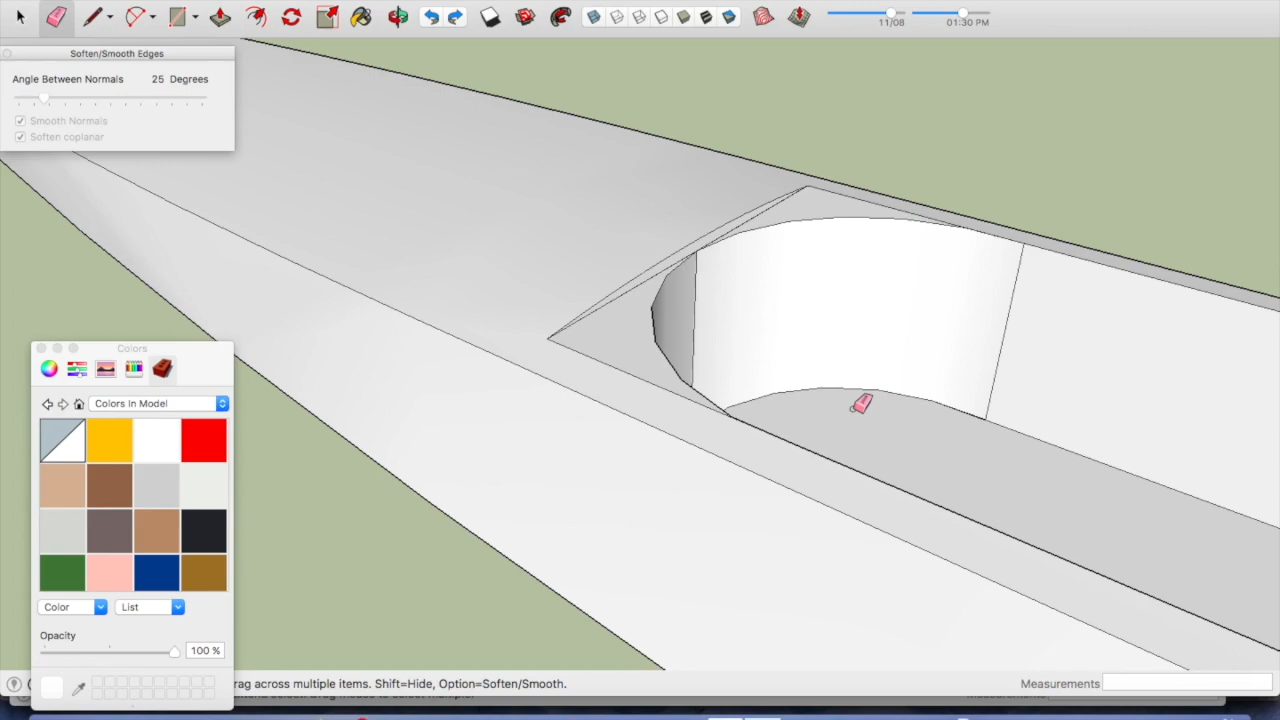 11/08
01:30 PM
Soften/Smooth Edges
Angle Between Normals 25 Degrees
Smooth Normals
Soften coplanar
Colors
Colors In Model
Color
List
Opacity
100 %
rag across multiple items. Shift=Hide, Option=Soften/Smooth.
Measurements